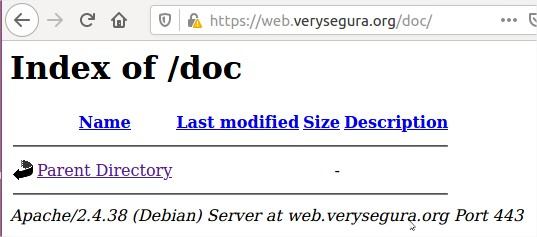 https://web.verysegura.org/doc/
Index of /doc
Name Last modified Size Description
Parent Directory -
Apache/2.4.38 (Debian) Server at web.verysegura.org Port 443